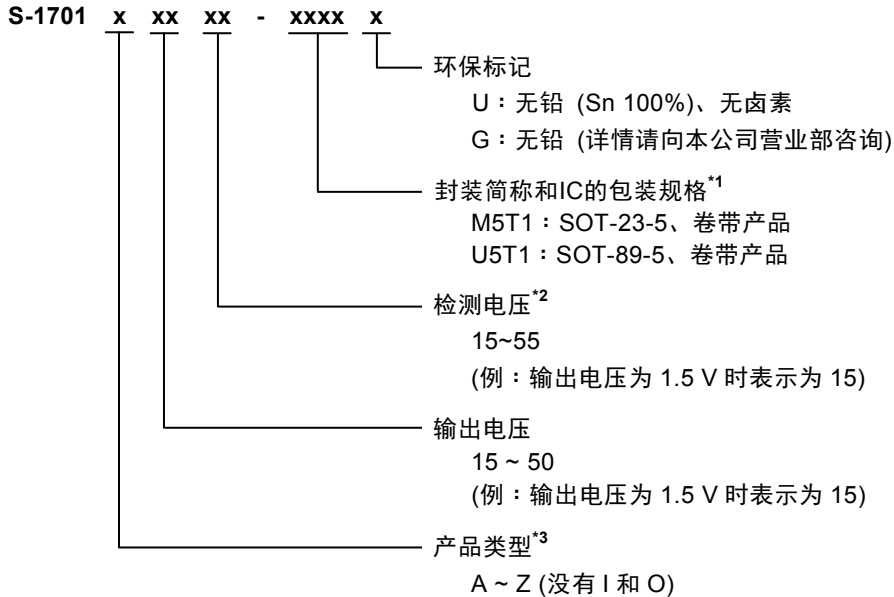 S-1701 x xx xx - xxxx x
环保标记
U：无铅 (Sn 100%)、无卤素
G：无铅 (详情请向本公司营业部咨询)
封装简称和IC的包装规格*1
M5T1：SOT-23-5、卷带产品
U5T1：SOT-89-5、卷带产品
检测电压*2
15~55
(例：输出电压为 1.5 V 时表示为 15)
输出电压
15 ~ 50
(例：输出电压为 1.5 V 时表示为 15)
产品类型*3
A ~ Z (没有 I 和 O)